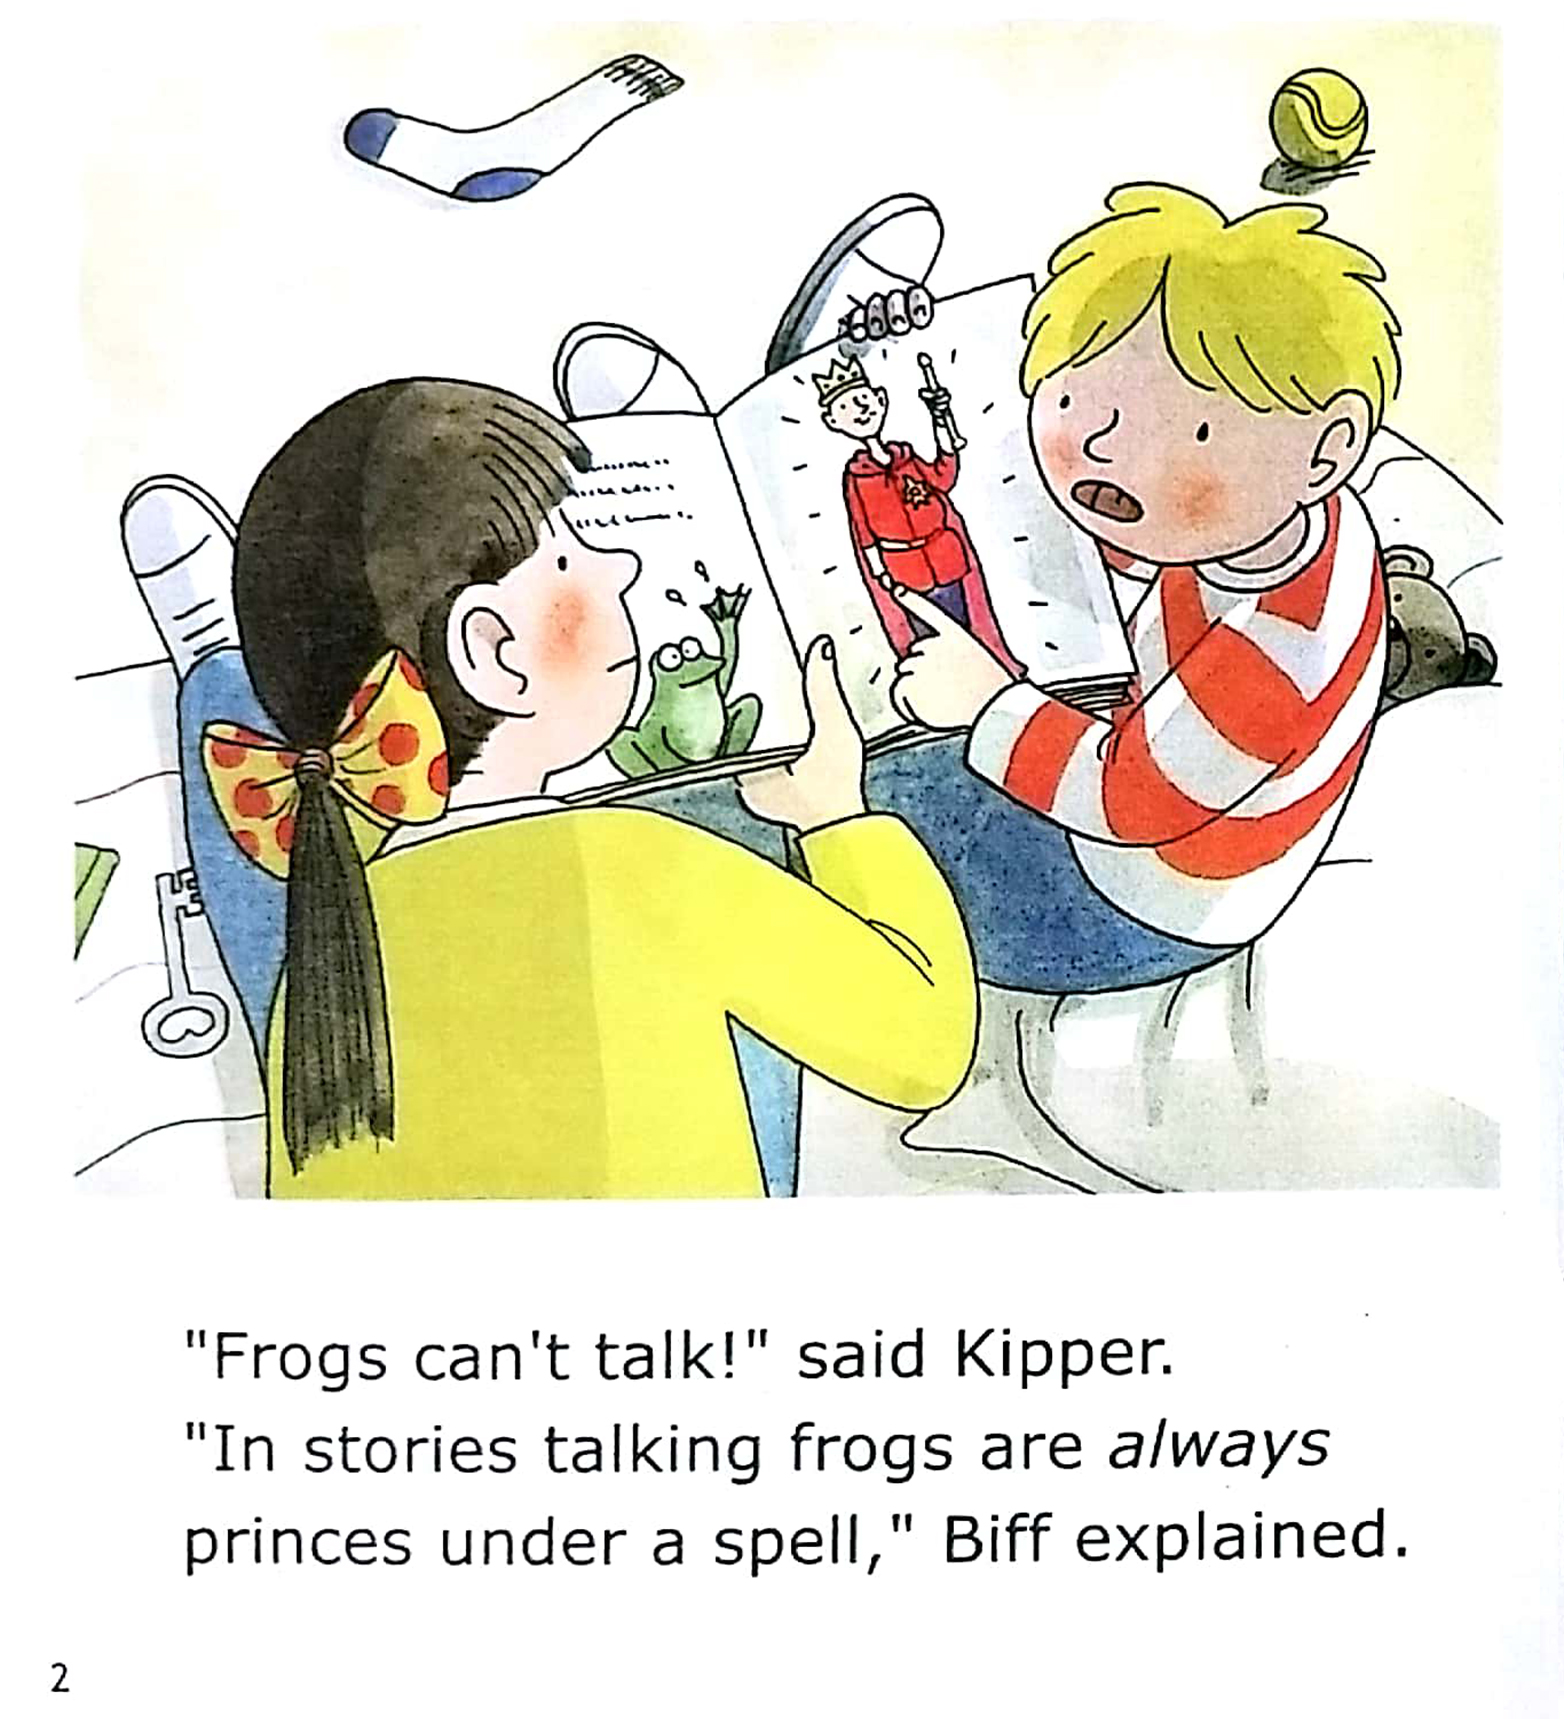 "Frogs can't talk!" said Kipper.
"In stories talking frogs are always
princes under a spell," Biff explained.
2